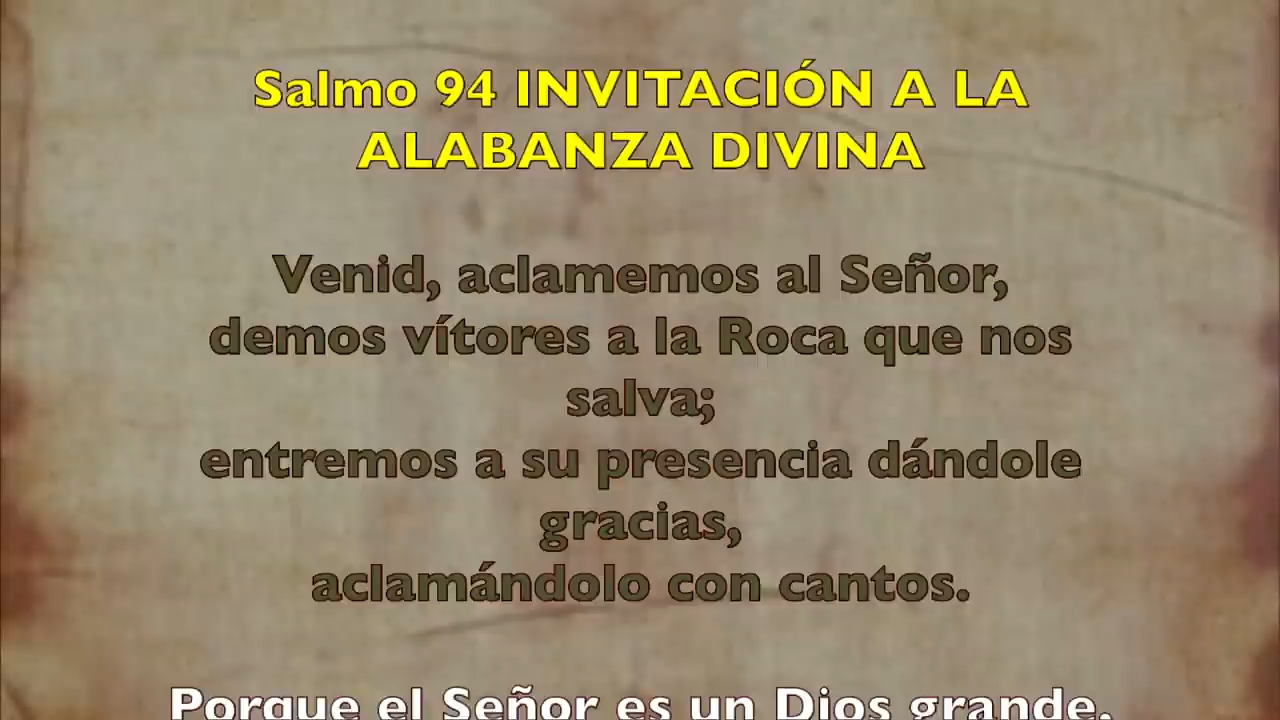 Salmo 94 INVITACIÓN A LA
ALABANZA DIVINA
Venid, aclamemos al Señor,
demos vítores a la Roca que nos
salva;
entremos a su presencia dándole
gracias,
aclamándolo con cantos.
Porque el Señor es un Dios grande,